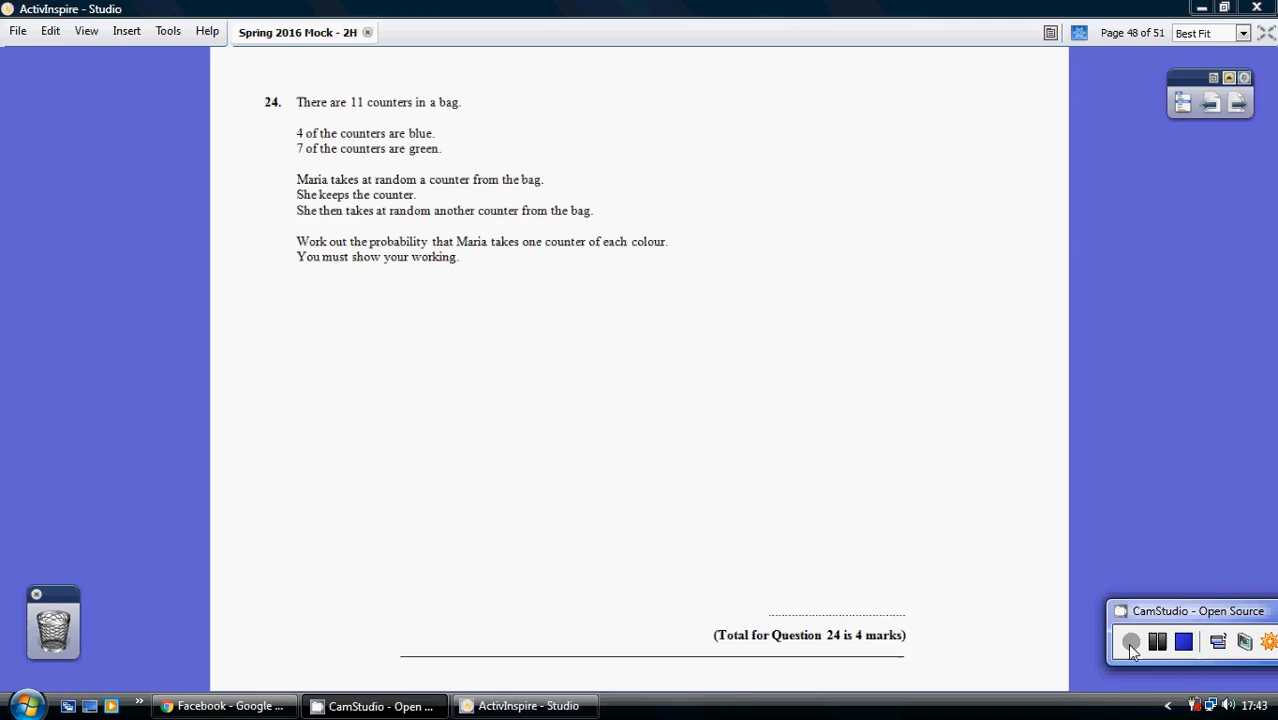 ActivInspire - Studio
File Edit View Insert Tools Help Spring 2016 Mock - 2H Page 48 of 51 Best Fit
24. There are 11 counters in a bag.
4 of the counters are blue.
7 of the counters are green.
Maria takes at random a counter from the bag.
She keeps the counter.
She then takes at random another counter from the bag.
Work out the probability that Maria takes one counter of each colour.
You must show your working.
(Total for Question 24 is 4 marks)
CamStudio - Open Source
Facebook - Google ... CamStudio - Open ... ActivInspire - Studio 17:43